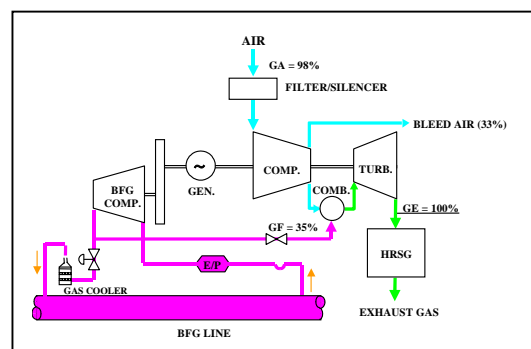 AIR
GA = 98%
FILTER/SILENCER
BLEED AIR (33%)
COMP.
TURB.
~
GEN.
COMB.
BFG
COMP.
GE = 100%
GF = 35%
HRSG
E/P
GAS COOLER
EXHAUST GAS
BFG LINE